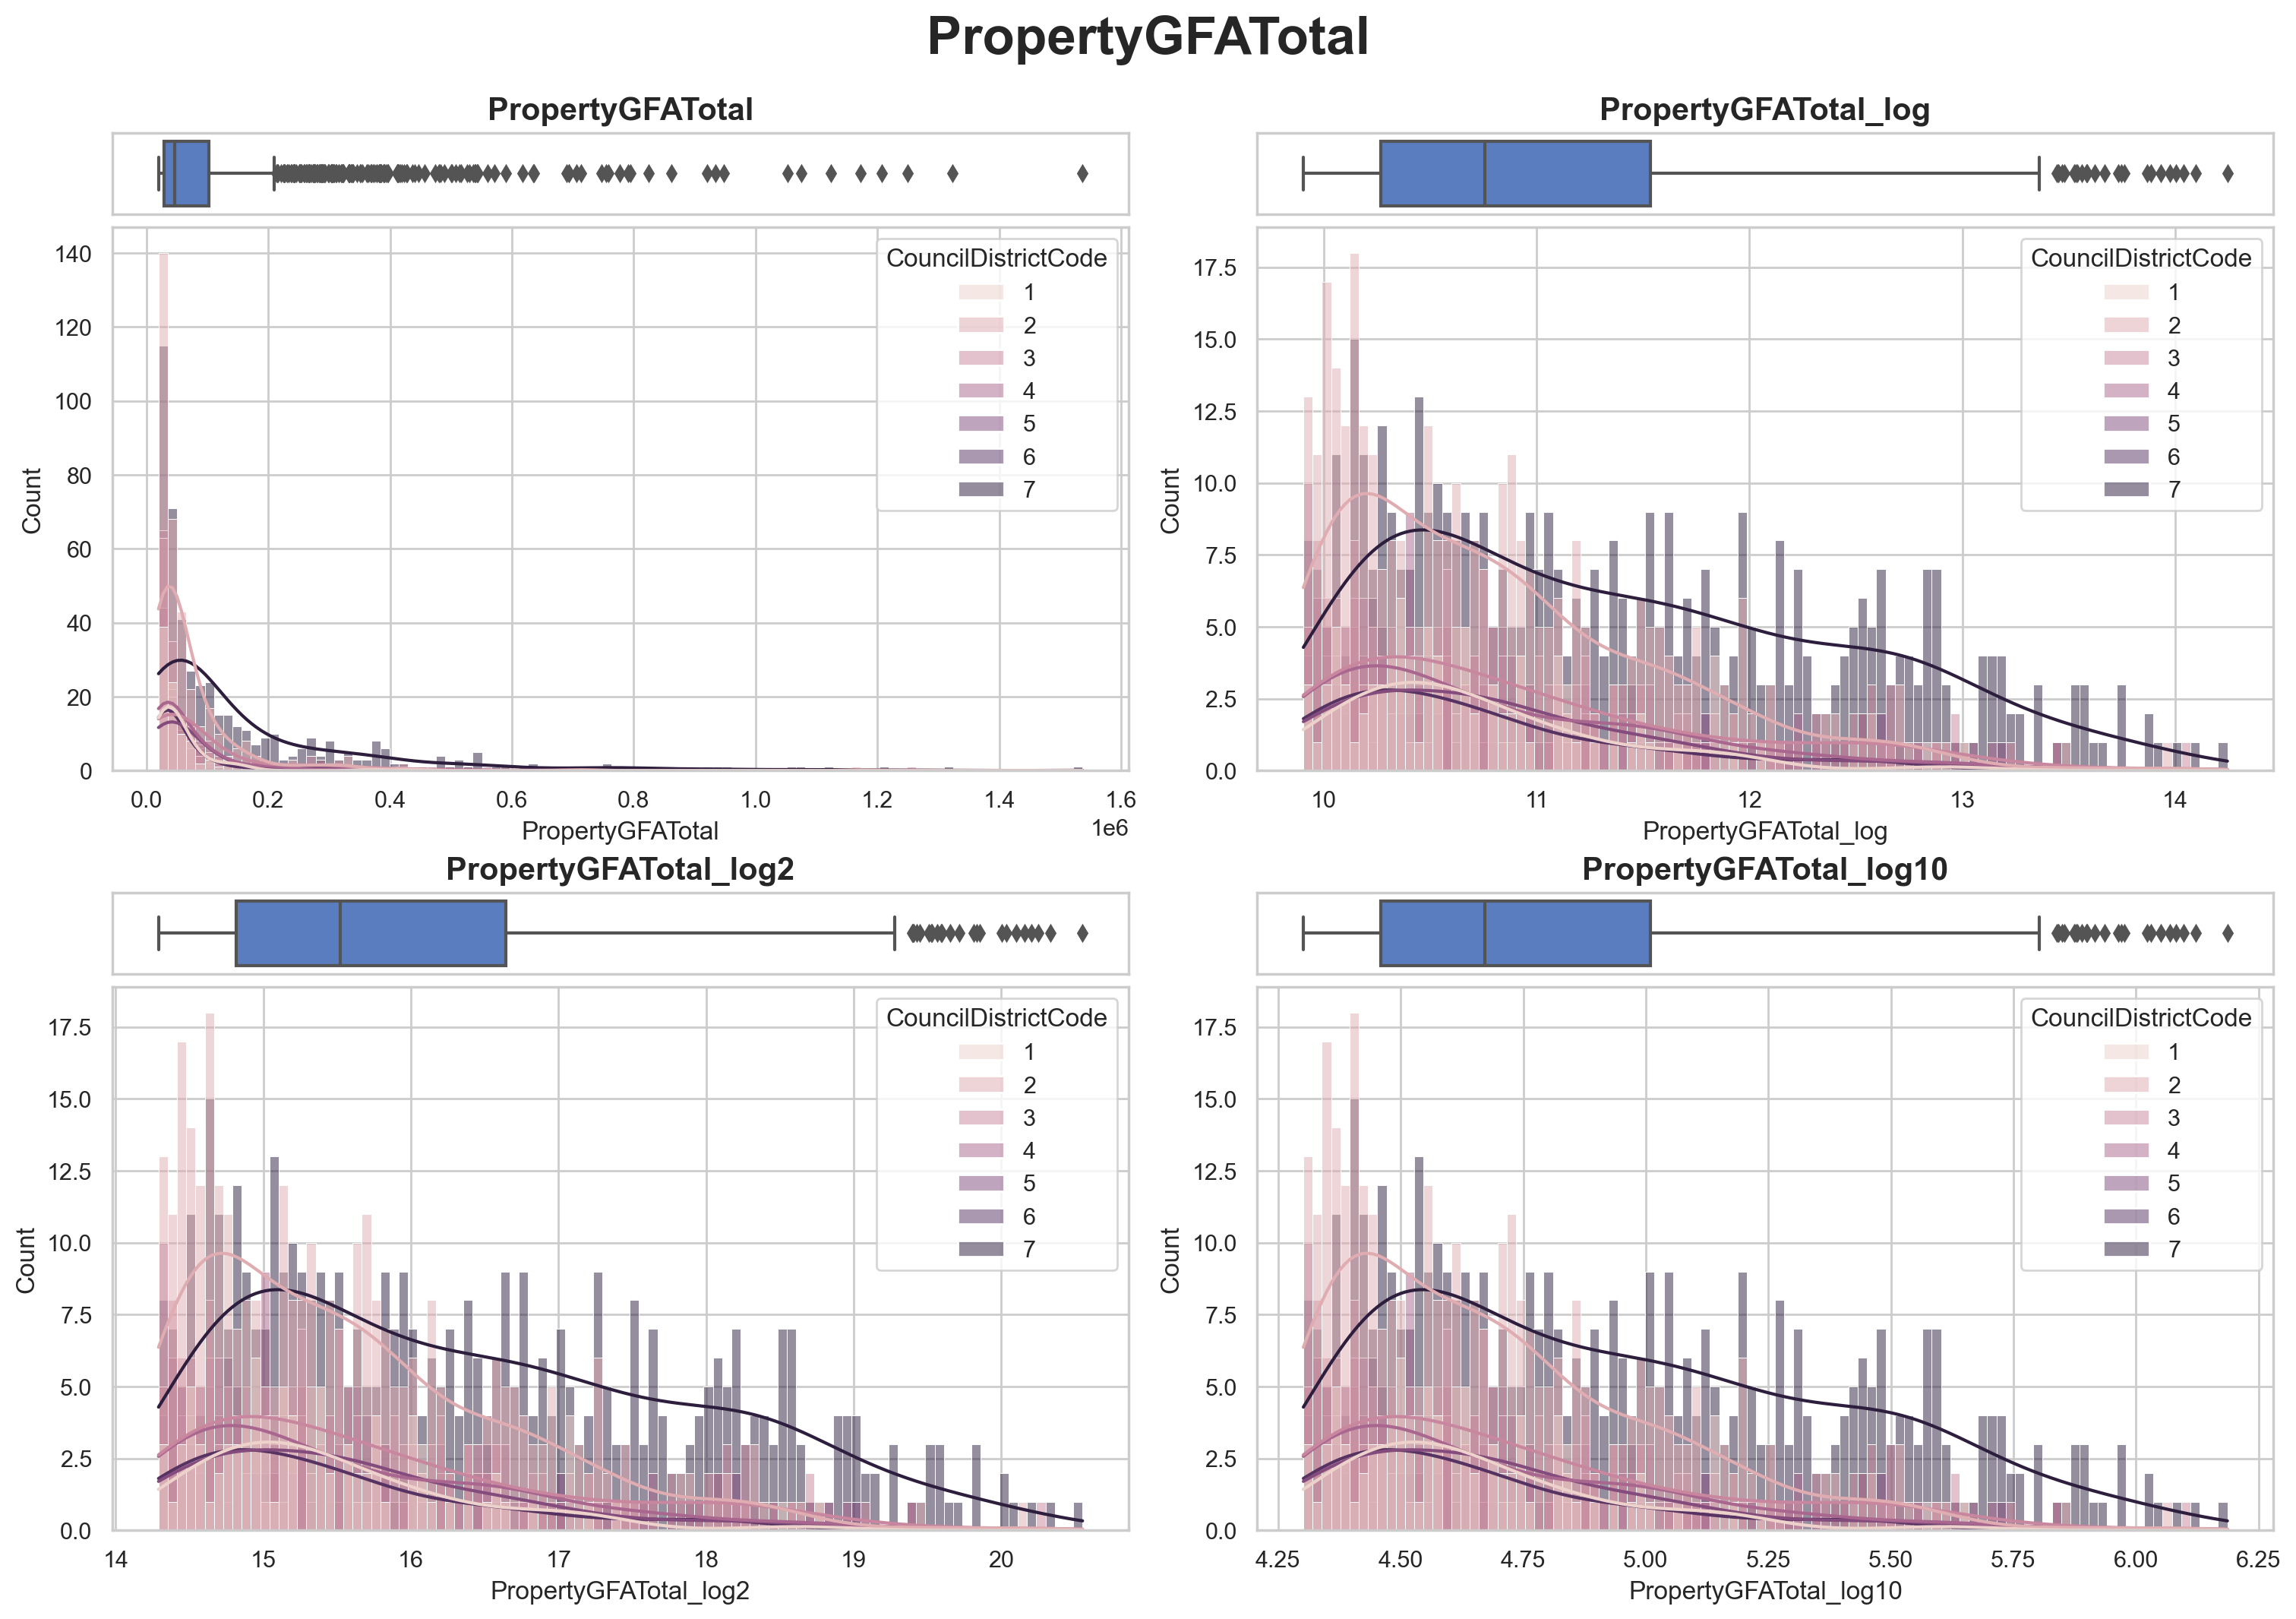 PropertyGFATotal
PropertyGFATotal
140
120
100
80
60
40
20
0
Count
CouncilDistrictCode
1
2
3
4
5
6
7
0.0 0.2 0.4 0.6 0.8 1.0 1.2 1.4 1.6
1e6
PropertyGFATotal
PropertyGFATotal_log
17.5
15.0
12.5
10.0
7.5
5.0
2.5
0.0
Count
CouncilDistrictCode
1
2
3
4
5
6
7
10 11 12 13 14
PropertyGFATotal_log
PropertyGFATotal_log2
17.5
15.0
12.5
10.0
7.5
5.0
2.5
0.0
Count
CouncilDistrictCode
1
2
3
4
5
6
7
14 15 16 17 18 19 20
PropertyGFATotal_log2
PropertyGFATotal_log10
17.5
15.0
12.5
10.0
7.5
5.0
2.5
0.0
Count
CouncilDistrictCode
1
2
3
4
5
6
7
4.25 4.50 4.75 5.00 5.25 5.50 5.75 6.00 6.25
PropertyGFATotal_log10